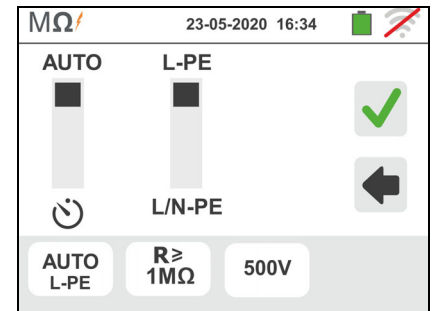 MΩ 23-05-2020 16:34
AUTO L-PE
L/N-PE
AUTO
L-PE
R≥
1MΩ
500V